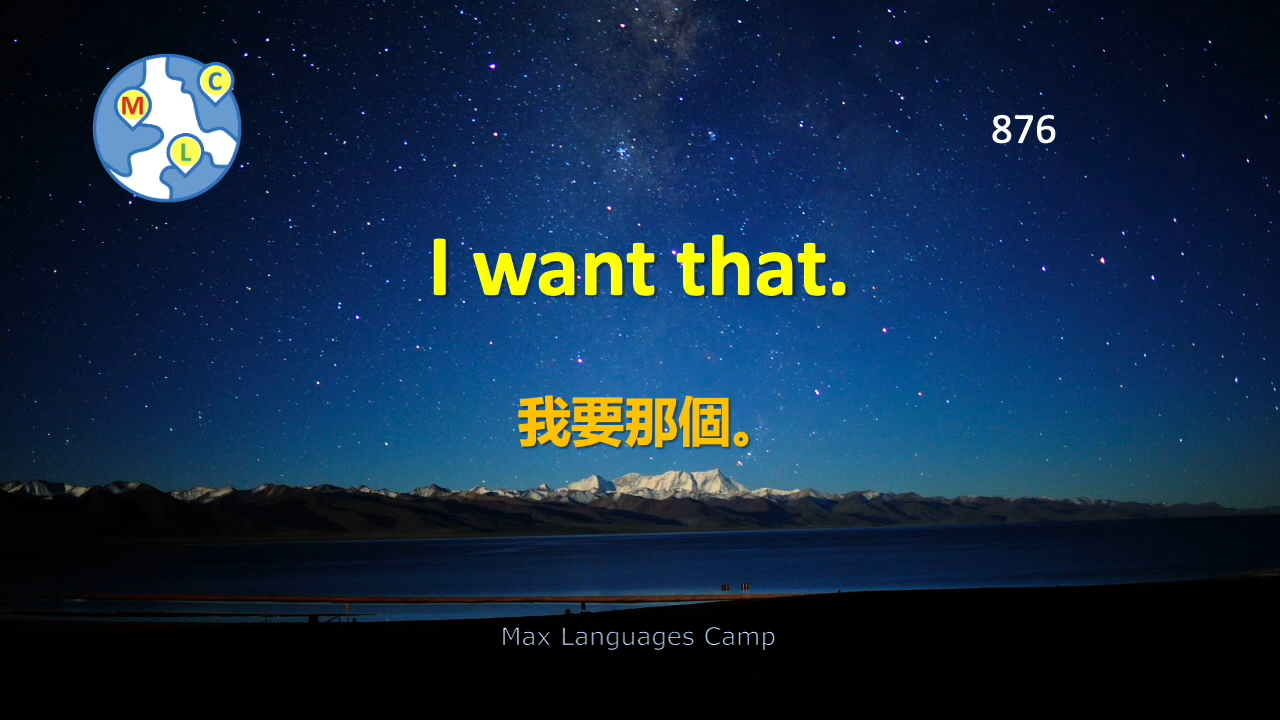 M
C
L
876
I want that.
我要那個。
Max Languages Camp